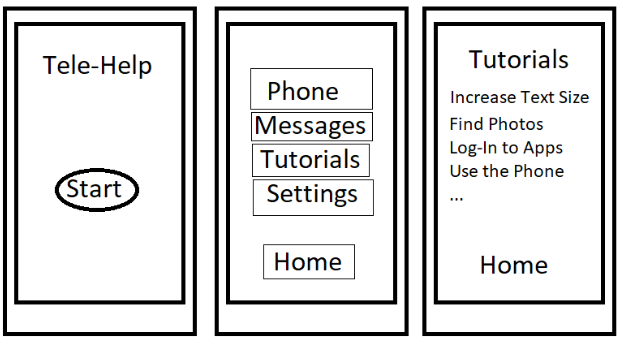 Tele-Help
Start
Phone
Messages
Tutorials
Settings
Home
Tutorials
Increase Text Size
Find Photos
Log-In to Apps
Use the Phone
...
Home